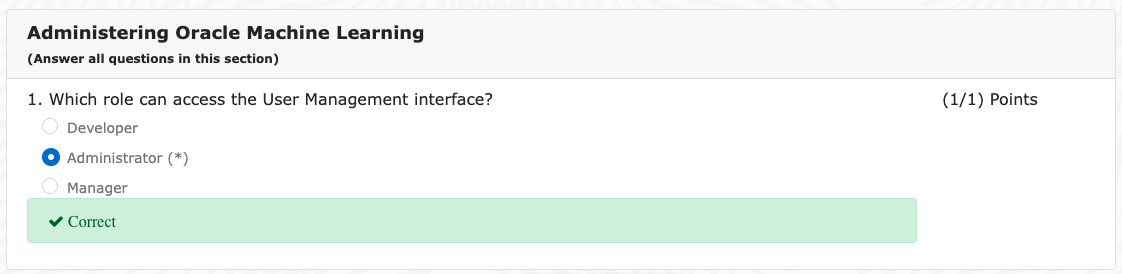 Administering Oracle Machine Learning
(Answer all questions in this section)
1. Which role can access the User Management interface? (1/1) Points
Developer
Administrator (*)
Manager
Correct